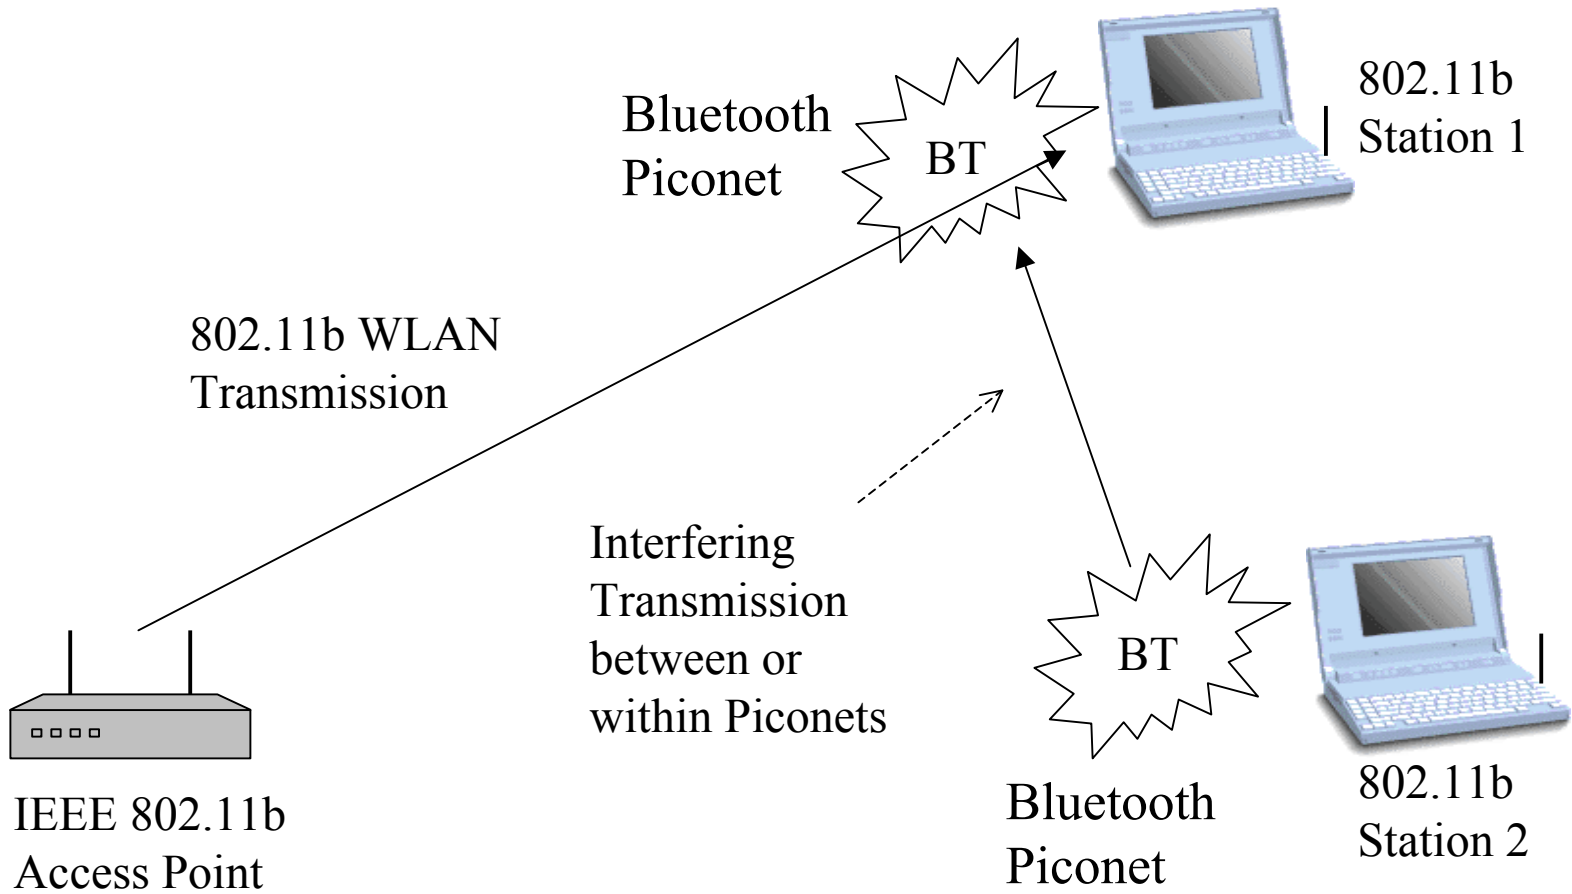 Bluetooth
Piconet
BT
802.11b
Station 1
802.11b WLAN
Transmission
Interfering
Transmission
between or
within Piconets
BT
IEEE 802.11b
Access Point
Bluetooth
Piconet
802.11b
Station 2